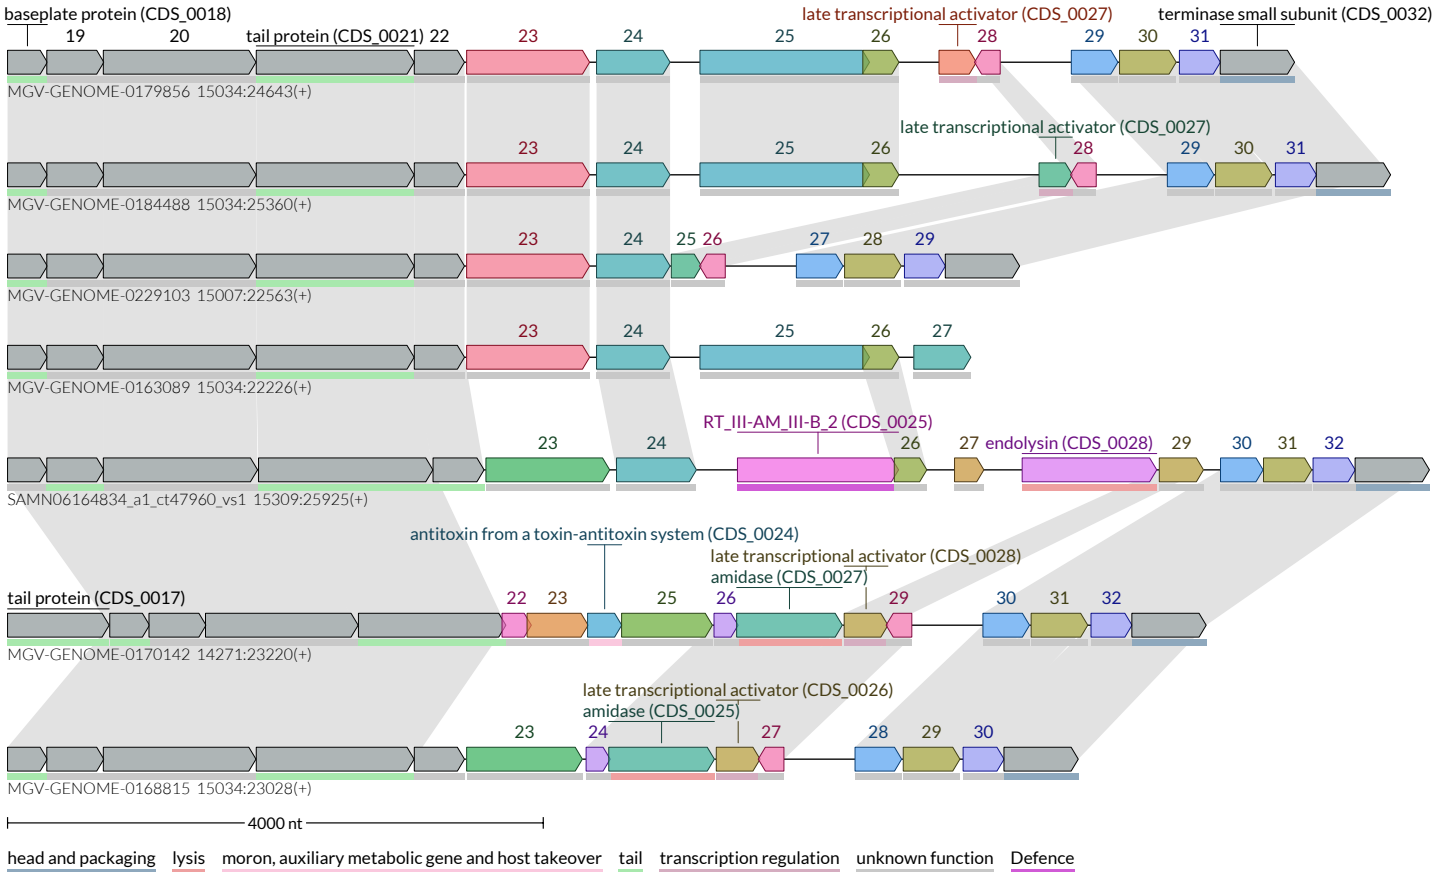 baseplate protein (CDS_0018) late transcriptional activator (CDS_0027) terminase small subunit (CDS_0032)
19 20 tail protein (CDS_0021) 22 23 24 25 26 28 29 30 31
MGV-GENOME-0179856 15034:24643(+)
late transcriptional activator (CDS_0027)
23 24 25 26 28 29 30 31
MGV-GENOME-0184488 15034:25360(+)
23 24 25 26 27 28 29
MGV-GENOME-0229103 15007:22563(+)
23 24 25 26 27
MGV-GENOME-0163089 15034:22226(+)
RT_III-AM_III-B_2 (CDS_0025)
23 24 26 27 endolysin (CDS_0028) 29 30 31 32
SAMN06164834_a1_ct47960_vs1 15309:25925(+)
antitoxin from a toxin-antitoxin system (CDS_0024)
late transcriptional activator (CDS_0028)
amidase (CDS_0027)
tail protein (CDS_0017) 22 23 25 26 29 30 31 32
MGV-GENOME-0170142 14271:23220(+)
late transcriptional activator (CDS_0026)
amidase (CDS_0025)
23 24 27 28 29 30
MGV-GENOME-0168815 15034:23028(+)
4000 nt
head and packaging lysis moron, auxiliary metabolic gene and host takeover tail transcription regulation unknown function Defence